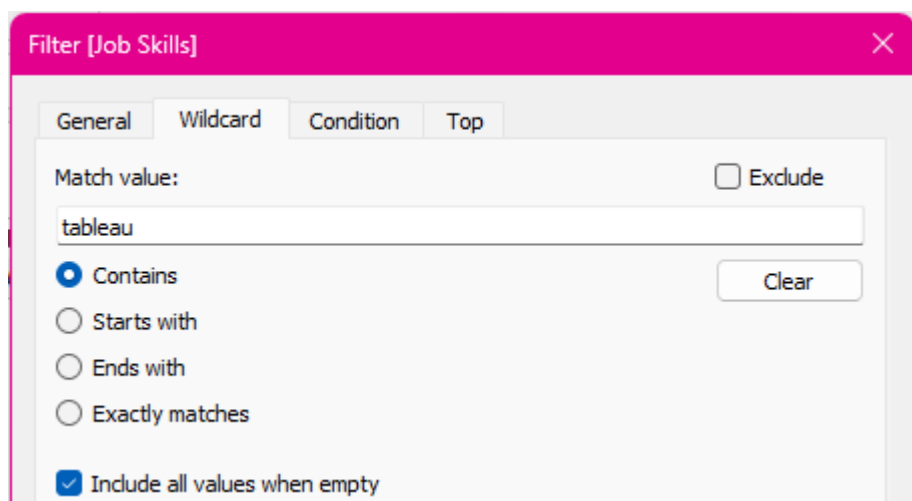 Filter [Job Skills]
General Wildcard Condition Top
Match value: Exclude
tableau
Contains Clear
Starts with
Ends with
Exactly matches
Include all values when empty